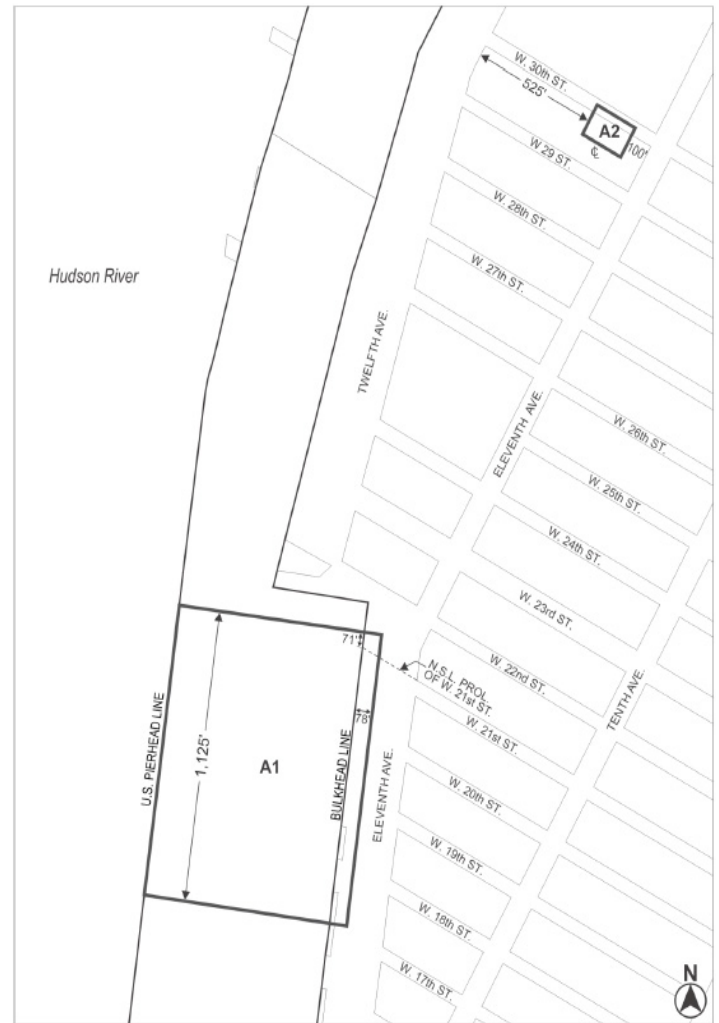 W. 30th ST.
525'
A2
100'
℄
W 29 ST.
W. 28th ST.
W. 27th ST.
Hudson River
TWELFTH AVE.
ELEVENTH AVE.
W. 26th ST.
W. 25th ST.
W. 24th ST.
W. 23rd ST.
71'
N.S.L. PROL.
OF W. 21st ST.
W. 22nd ST.
TENTH AVE.
78'
W. 21st ST.
U.S. PIERHEAD LINE
1,125'
A1
BULKHEAD LINE
ELEVENTH AVE.
W. 20th ST.
W. 19th ST.
W. 18th ST.
W. 17th ST.
N